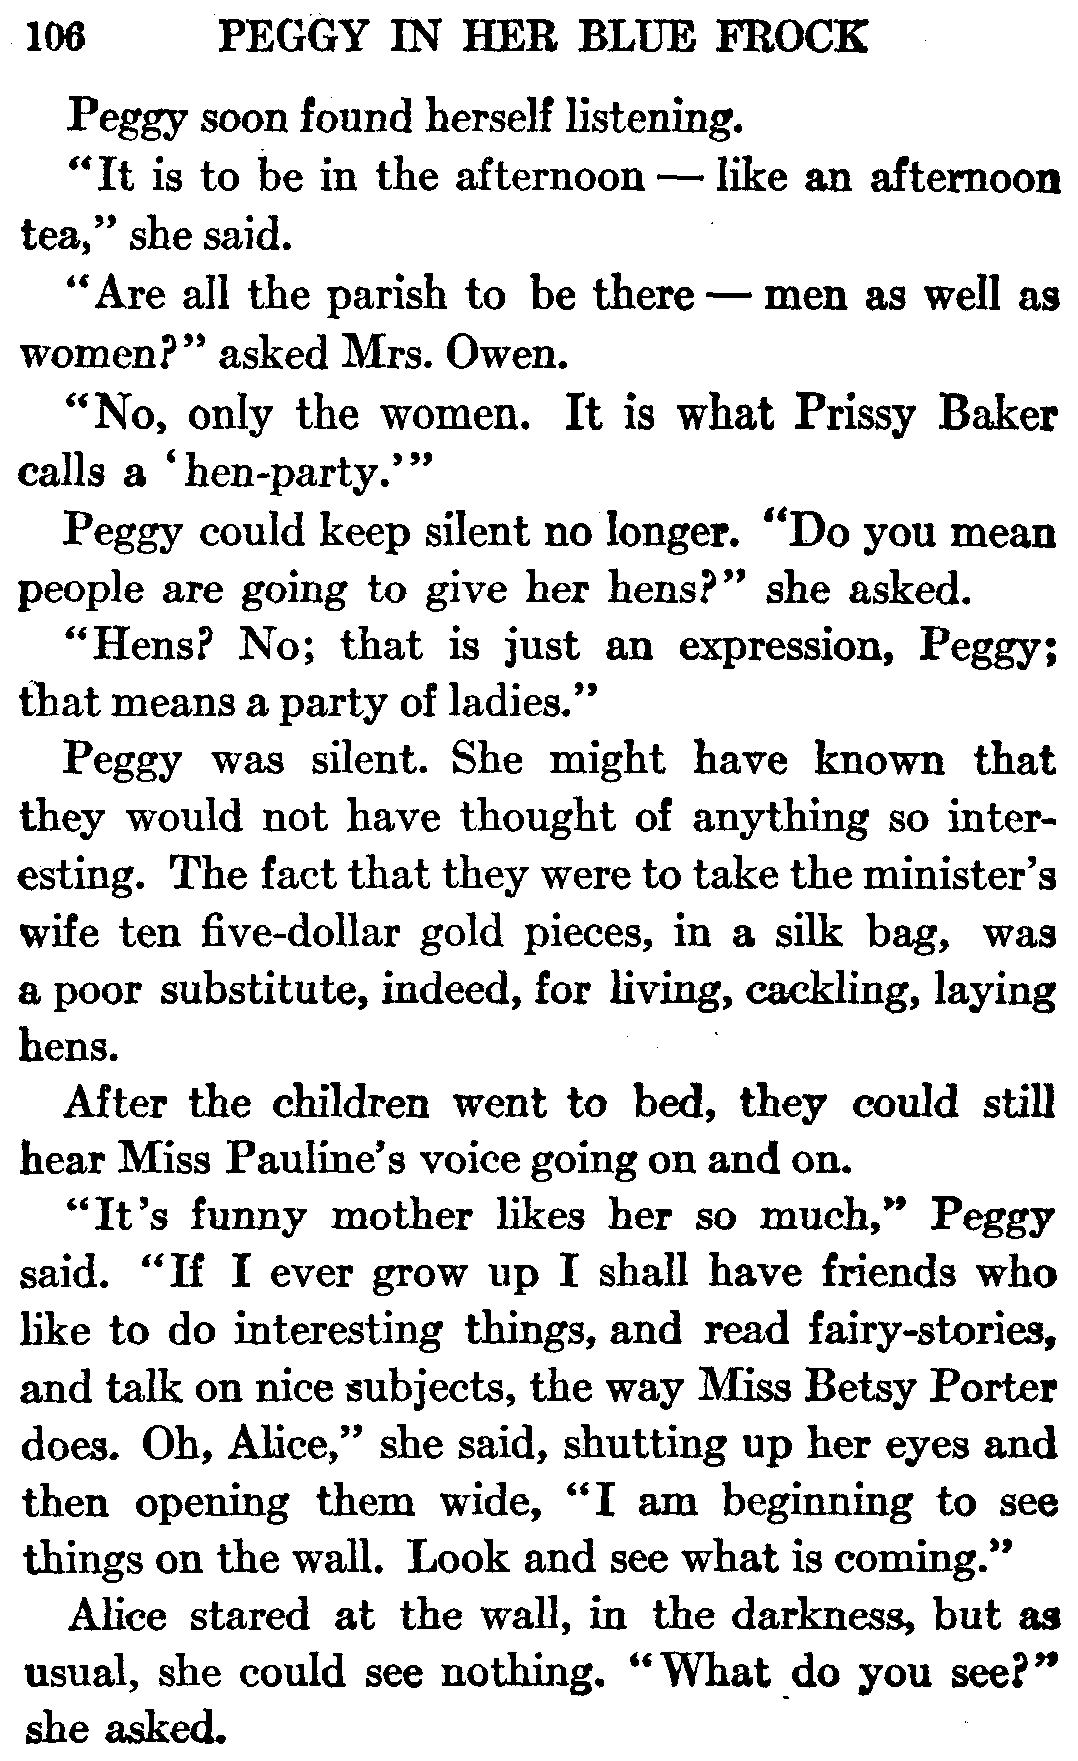 106 PEGGY IN HER BLUE FROCK
Peggy soon found herself listening.
"It is to be in the afternoon — like an afternoon
tea," she said.
"Are all the parish to be there — men as well as
women?" asked Mrs. Owen.
"No, only the women. It is what Prissy Baker
calls a 'hen-party.'"
Peggy could keep silent no longer. "Do you mean
people are going to give her hens?" she asked.
"Hens? No; that is just an expression, Peggy;
that means a party of ladies."
Peggy was silent. She might have known that
they would not have thought of anything so inter-
esting. The fact that they were to take the minister's
wife ten five-dollar gold pieces, in a silk bag, was
a poor substitute, indeed, for living, cackling, laying
hens.
After the children went to bed, they could still
hear Miss Pauline's voice going on and on.
"It's funny mother likes her so much," Peggy
said. "If I ever grow up I shall have friends who
like to do interesting things, and read fairy-stories,
and talk on nice subjects, the way Miss Betsy Porter
does. Oh, Alice," she said, shutting up her eyes and
then opening them wide, "I am beginning to see
things on the wall. Look and see what is coming."
Alice stared at the wall, in the darkness, but as
usual, she could see nothing. "What do you see?"
she asked.